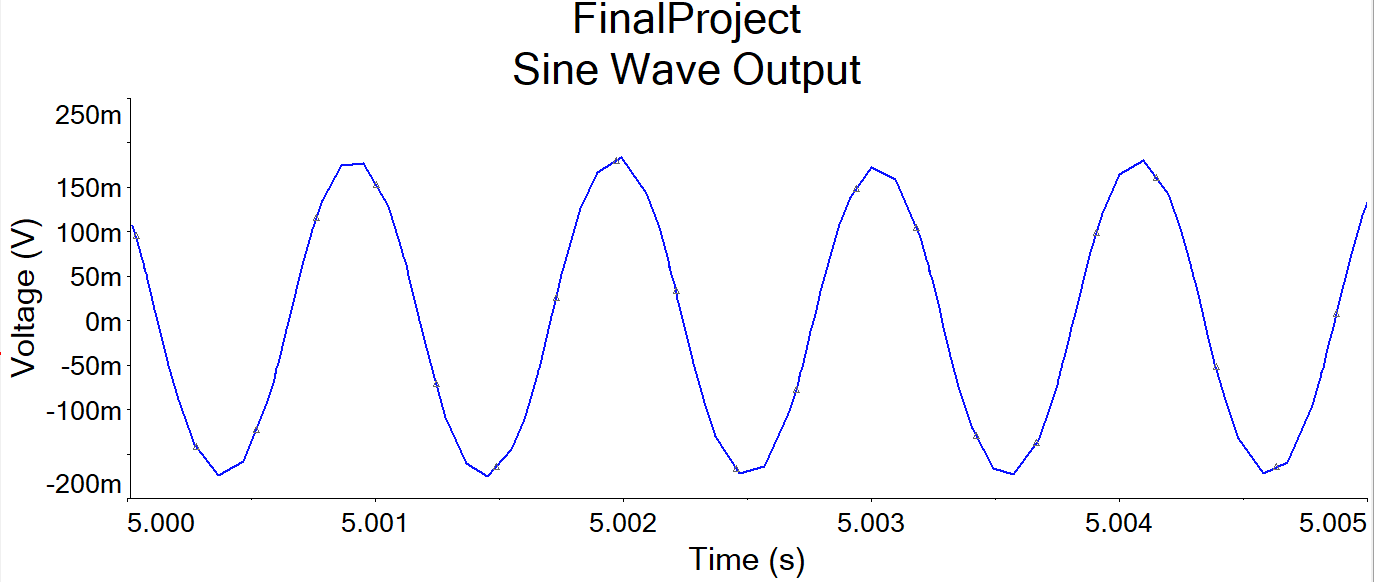 FinalProject
Sine Wave Output
250m
150m
100m
50m
0m
-50m
-100m
-200m
Voltage (V)
5.000 5.001 5.002 5.003 5.004 5.005
Time (s)